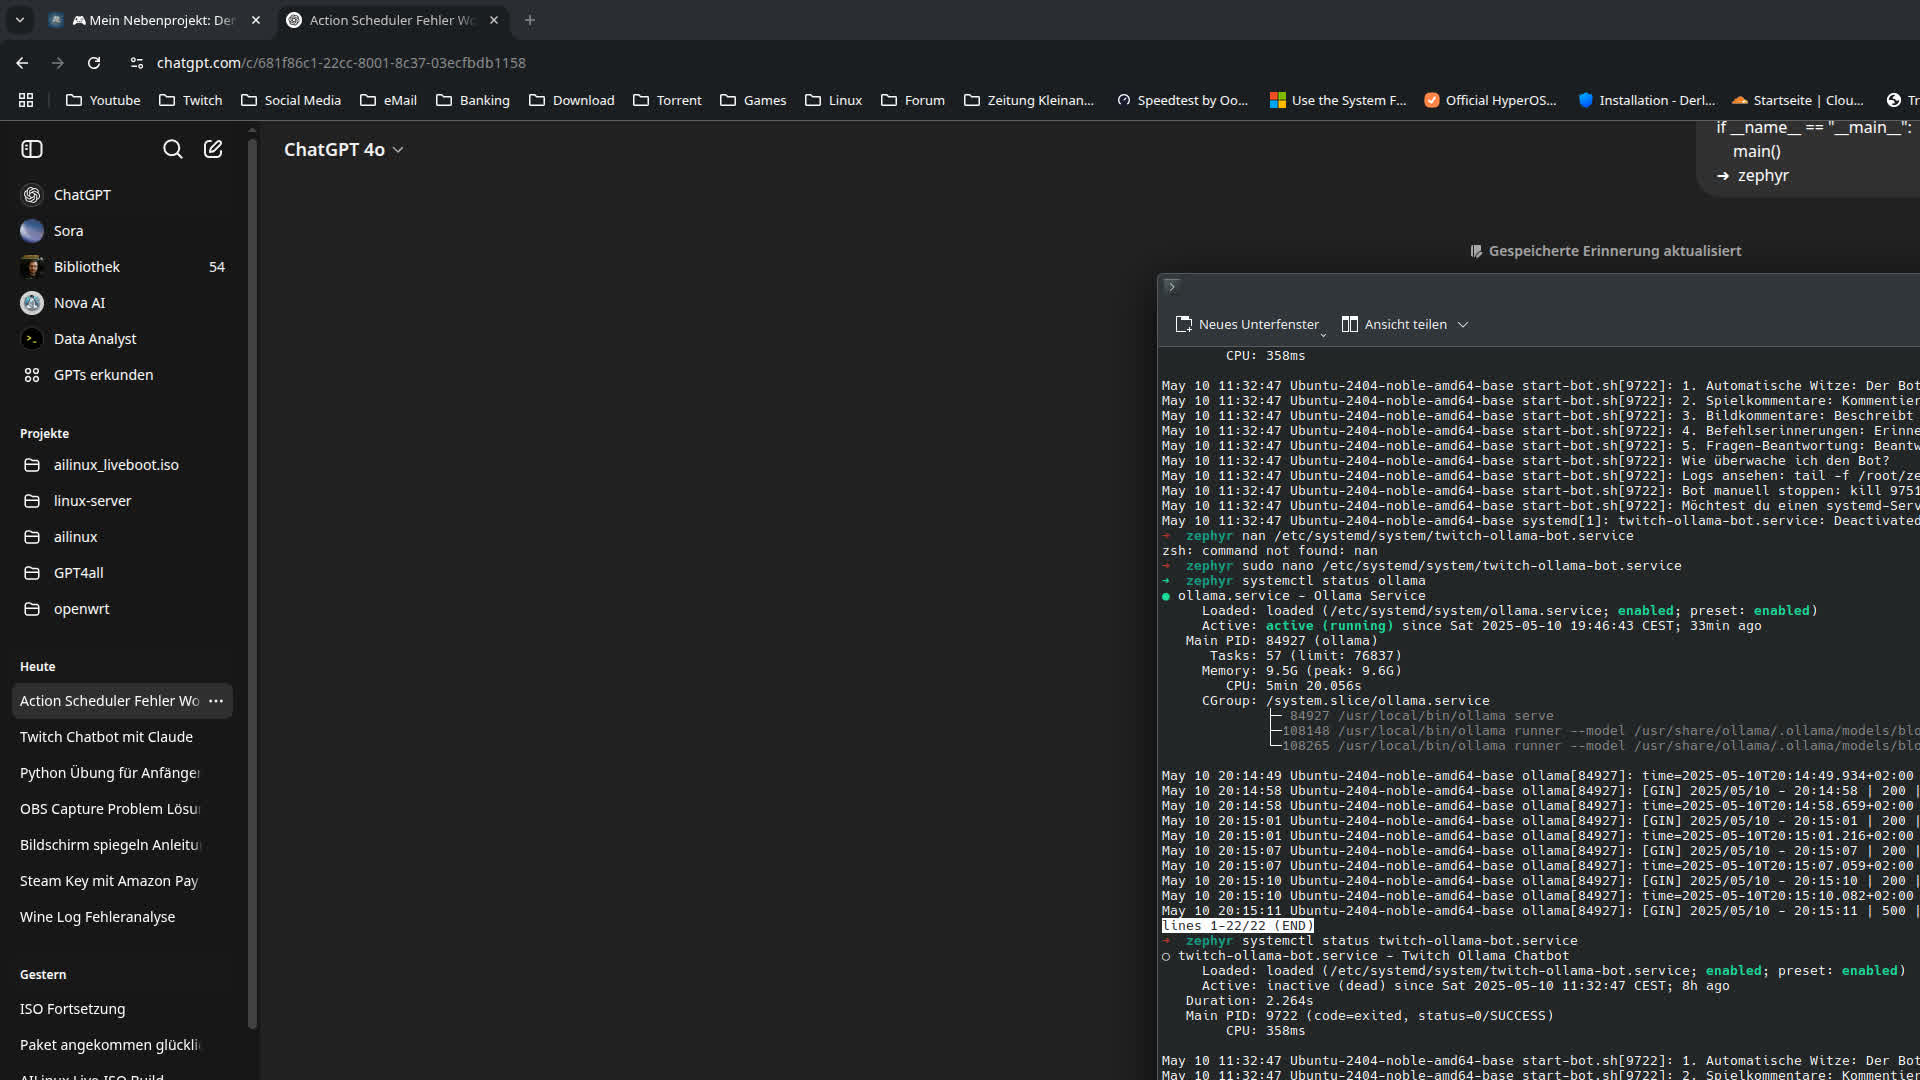 🎮 Mein Nebenprojekt: Der
Action Scheduler Fehler Wo
chatgpt.com/c/681f86c1-22cc-8001-8c37-03ecfbdb1158
Youtube
Twitch
Social Media
eMail
Banking
Download
Torrent
Games
Linux
Forum
Zeitung Kleinan...
Speedtest by Oo...
Use the System F...
Official HyperOS...
Installation - Derl...
Startseite | Clou...
Tr
ChatGPT
Sora
Bibliothek 54
Nova AI
Data Analyst
GPTs erkunden
Projekte
ailinux_liveboot.iso
linux-server
ailinux
GPT4all
openwrt
Heute
Action Scheduler Fehler Wo
Twitch Chatbot mit Claude
Python Übung für Anfänger
OBS Capture Problem Lösu
Bildschirm spiegeln Anleitu
Steam Key mit Amazon Pay
Wine Log Fehleranalyse
Gestern
ISO Fortsetzung
Paket angekommen glückli
AILinux Live ISO Build
ChatGPT 4o
if __name__ == "__main__":
main()
➜ zephyr
Gespeicherte Erinnerung aktualisiert
Neues Unterfenster
Ansicht teilen
CPU: 358ms
May 10 11:32:47 Ubuntu-2404-noble-amd64-base start-bot.sh[9722]: 1. Automatische Witze: Der Bot
May 10 11:32:47 Ubuntu-2404-noble-amd64-base start-bot.sh[9722]: 2. Spielkommentare: Kommentier
May 10 11:32:47 Ubuntu-2404-noble-amd64-base start-bot.sh[9722]: 3. Bildkommentare: Beschreibt
May 10 11:32:47 Ubuntu-2404-noble-amd64-base start-bot.sh[9722]: 4. Befehlserinnerungen: Erinne
May 10 11:32:47 Ubuntu-2404-noble-amd64-base start-bot.sh[9722]: 5. Fragen-Beantwortung: Beantw
May 10 11:32:47 Ubuntu-2404-noble-amd64-base start-bot.sh[9722]: Wie überwache ich den Bot?
May 10 11:32:47 Ubuntu-2404-noble-amd64-base start-bot.sh[9722]: Logs ansehen: tail -f /root/ze
May 10 11:32:47 Ubuntu-2404-noble-amd64-base start-bot.sh[9722]: Bot manuell stoppen: kill 9751
May 10 11:32:47 Ubuntu-2404-noble-amd64-base start-bot.sh[9722]: Möchtest du einen systemd-Serv
May 10 11:32:47 Ubuntu-2404-noble-amd64-base systemd[1]: twitch-ollama-bot.service: Deactivated
➜ zephyr nan /etc/systemd/system/twitch-ollama-bot.service
zsh: command not found: nan
➜ zephyr sudo nano /etc/systemd/system/twitch-ollama-bot.service
➜ zephyr systemctl status ollama
● ollama.service - Ollama Service
Loaded: loaded (/etc/systemd/system/ollama.service; enabled; preset: enabled)
Active: active (running) since Sat 2025-05-10 19:46:43 CEST; 33min ago
Main PID: 84927 (ollama)
Tasks: 57 (limit: 76837)
Memory: 9.5G (peak: 9.6G)
CPU: 5min 20.056s
CGroup: /system.slice/ollama.service
├─ 84927 /usr/local/bin/ollama serve
├─108148 /usr/local/bin/ollama runner --model /usr/share/ollama/.ollama/models/blo
└─108265 /usr/local/bin/ollama runner --model /usr/share/ollama/.ollama/models/blo
May 10 20:14:49 Ubuntu-2404-noble-amd64-base ollama[84927]: time=2025-05-10T20:14:49.934+02:00
May 10 20:14:58 Ubuntu-2404-noble-amd64-base ollama[84927]: [GIN] 2025/05/10 - 20:14:58 | 200 |
May 10 20:14:58 Ubuntu-2404-noble-amd64-base ollama[84927]: time=2025-05-10T20:14:58.659+02:00
May 10 20:15:01 Ubuntu-2404-noble-amd64-base ollama[84927]: [GIN] 2025/05/10 - 20:15:01 | 200 |
May 10 20:15:01 Ubuntu-2404-noble-amd64-base ollama[84927]: time=2025-05-10T20:15:01.216+02:00
May 10 20:15:07 Ubuntu-2404-noble-amd64-base ollama[84927]: [GIN] 2025/05/10 - 20:15:07 | 200 |
May 10 20:15:07 Ubuntu-2404-noble-amd64-base ollama[84927]: time=2025-05-10T20:15:07.059+02:00
May 10 20:15:10 Ubuntu-2404-noble-amd64-base ollama[84927]: [GIN] 2025/05/10 - 20:15:10 | 200 |
May 10 20:15:10 Ubuntu-2404-noble-amd64-base ollama[84927]: time=2025-05-10T20:15:10.082+02:00
May 10 20:15:11 Ubuntu-2404-noble-amd64-base ollama[84927]: [GIN] 2025/05/10 - 20:15:11 | 500 |
lines 1-22/22 (END)
➜ zephyr systemctl status twitch-ollama-bot.service
○ twitch-ollama-bot.service - Twitch Ollama Chatbot
Loaded: loaded (/etc/systemd/system/twitch-ollama-bot.service; enabled; preset: enabled)
Active: inactive (dead) since Sat 2025-05-10 11:32:47 CEST; 8h ago
Duration: 2.264s
Main PID: 9722 (code=exited, status=0/SUCCESS)
CPU: 358ms
May 10 11:32:47 Ubuntu-2404-noble-amd64-base start-bot.sh[9722]: 1. Automatische Witze: Der Bot
May 10 11:32:47 Ubuntu-2404-noble-amd64-base start-bot.sh[9722]: 2. Spielkommentare: Kommentier